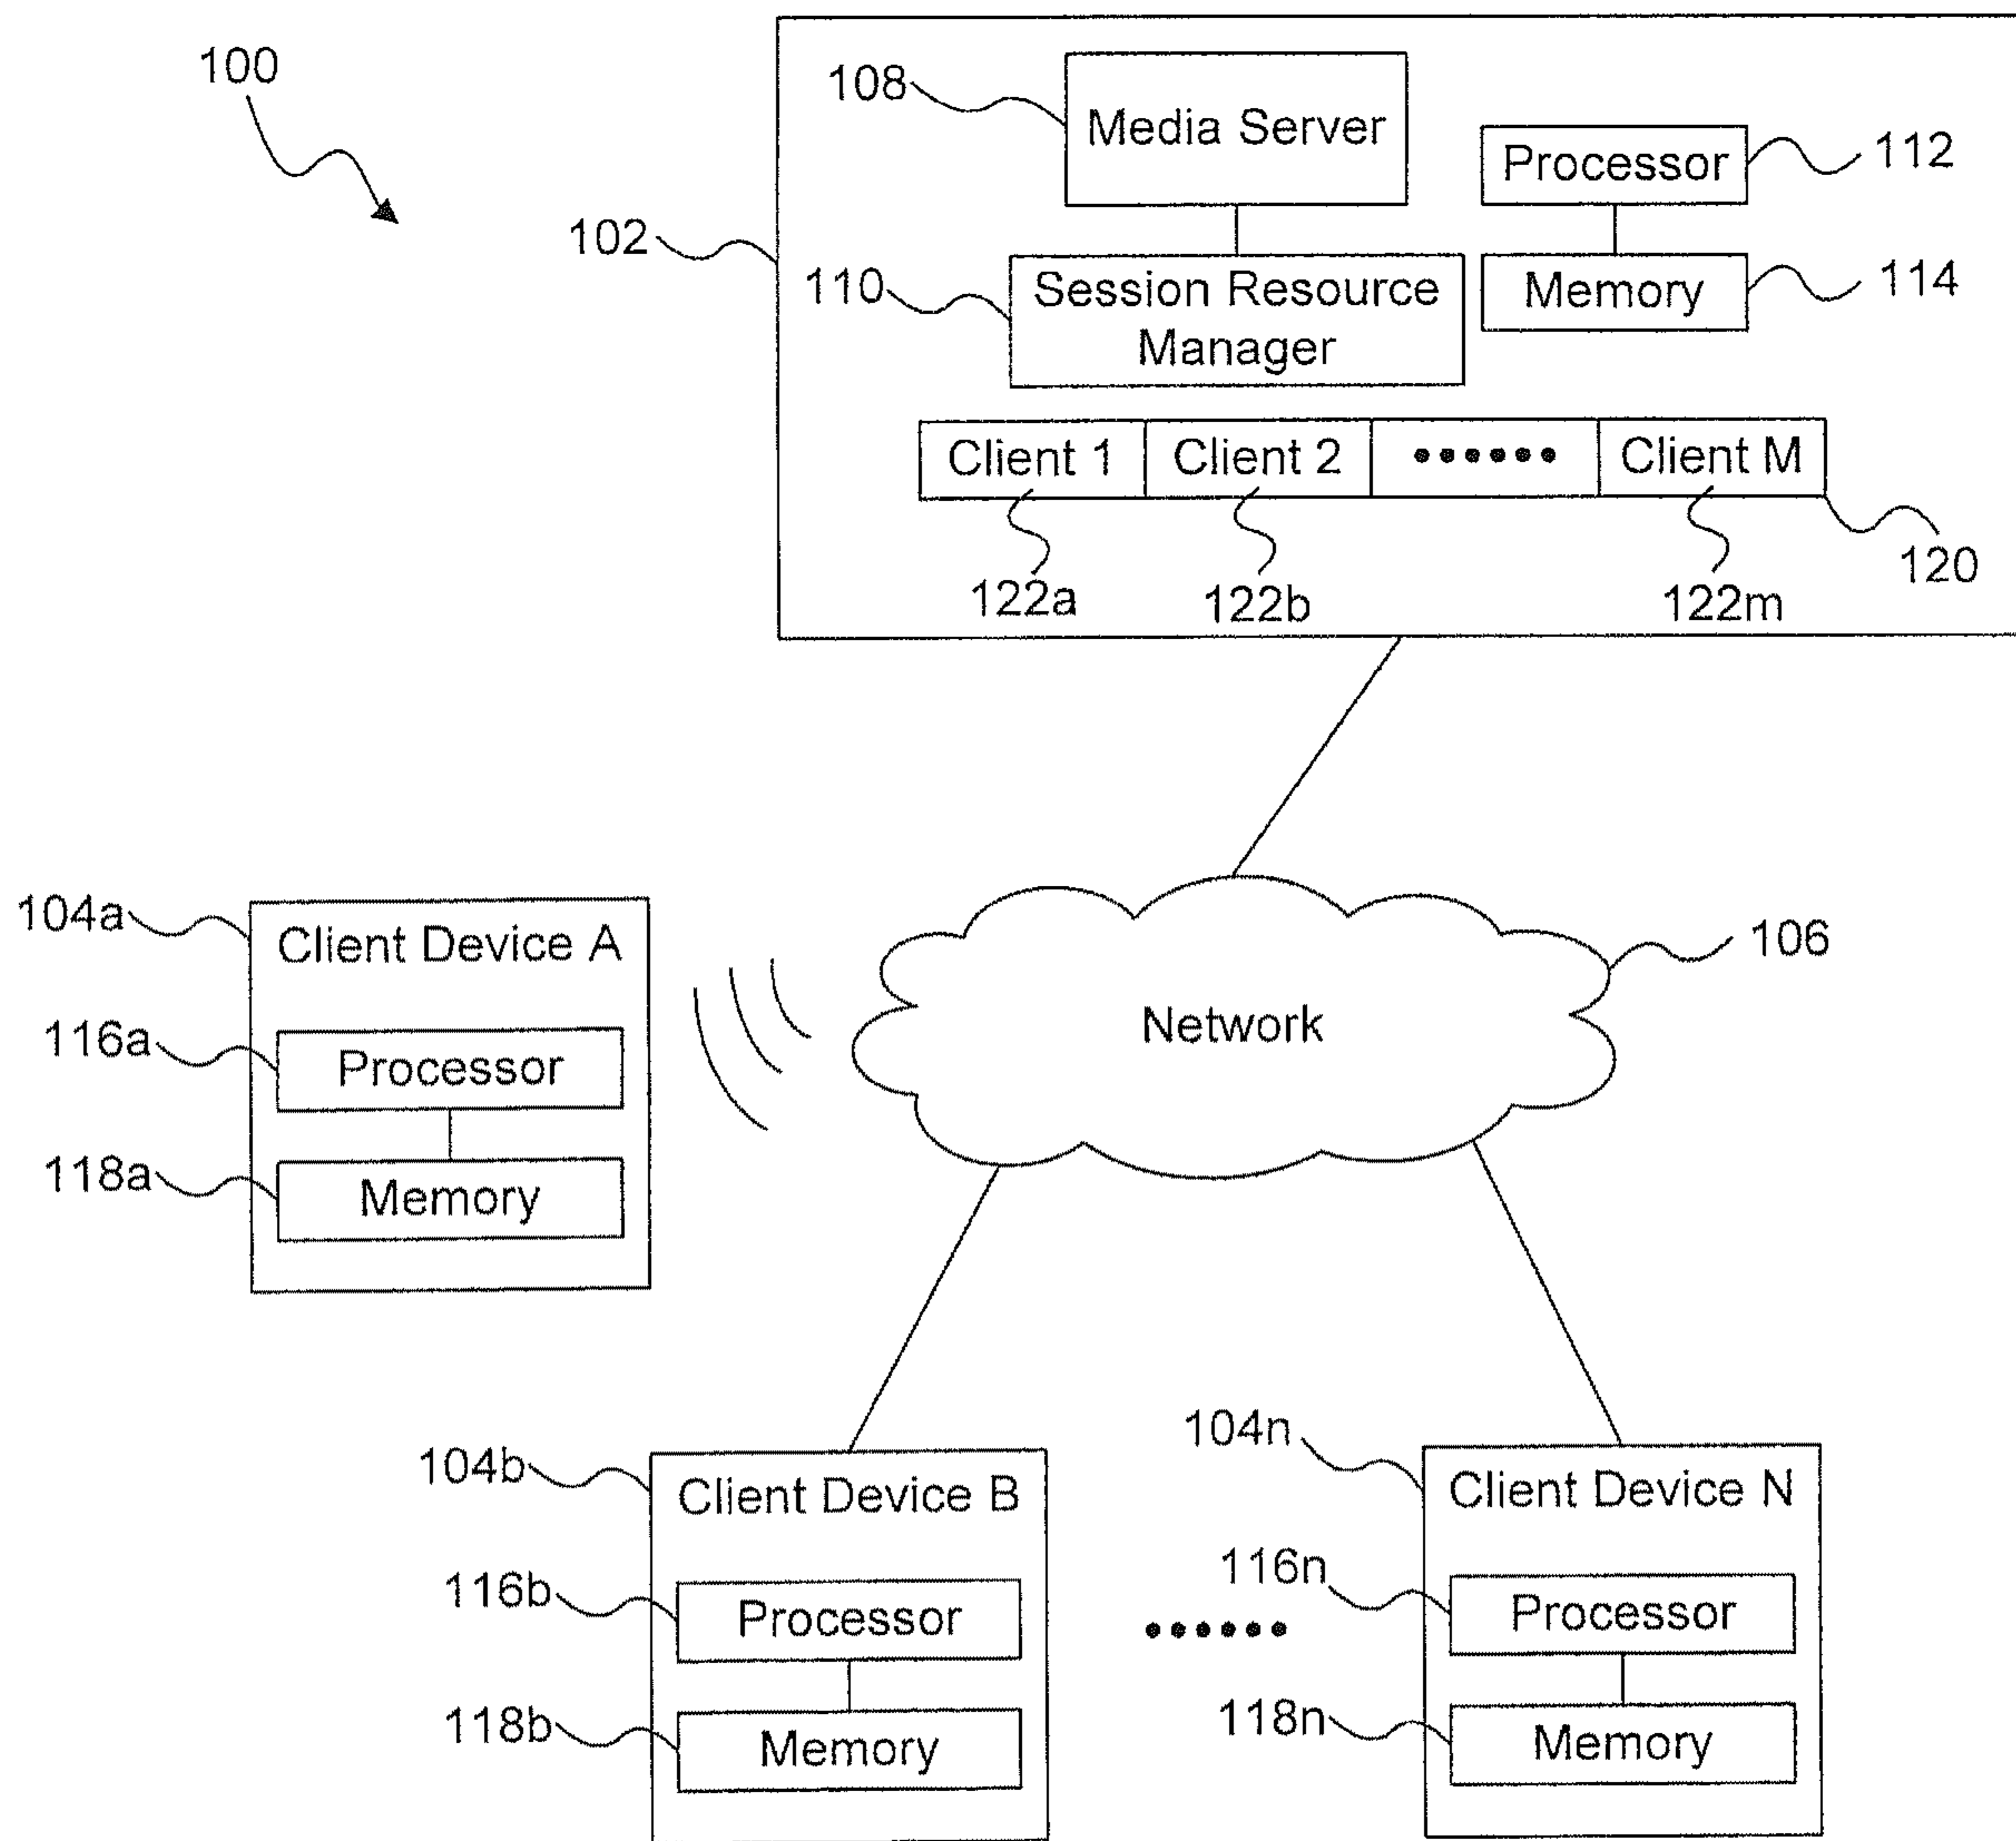 100
108
Media Server
Processor
112
102
110
Session Resource
Manager
Memory
114
Client 1
Client 2
Client M
122a
122b
122m
120
104a
Client Device A
106
Network
116a
Processor
118a
Memory
104b
Client Device B
104n
Client Device N
116b
Processor
116n
Processor
118b
Memory
118n
Memory